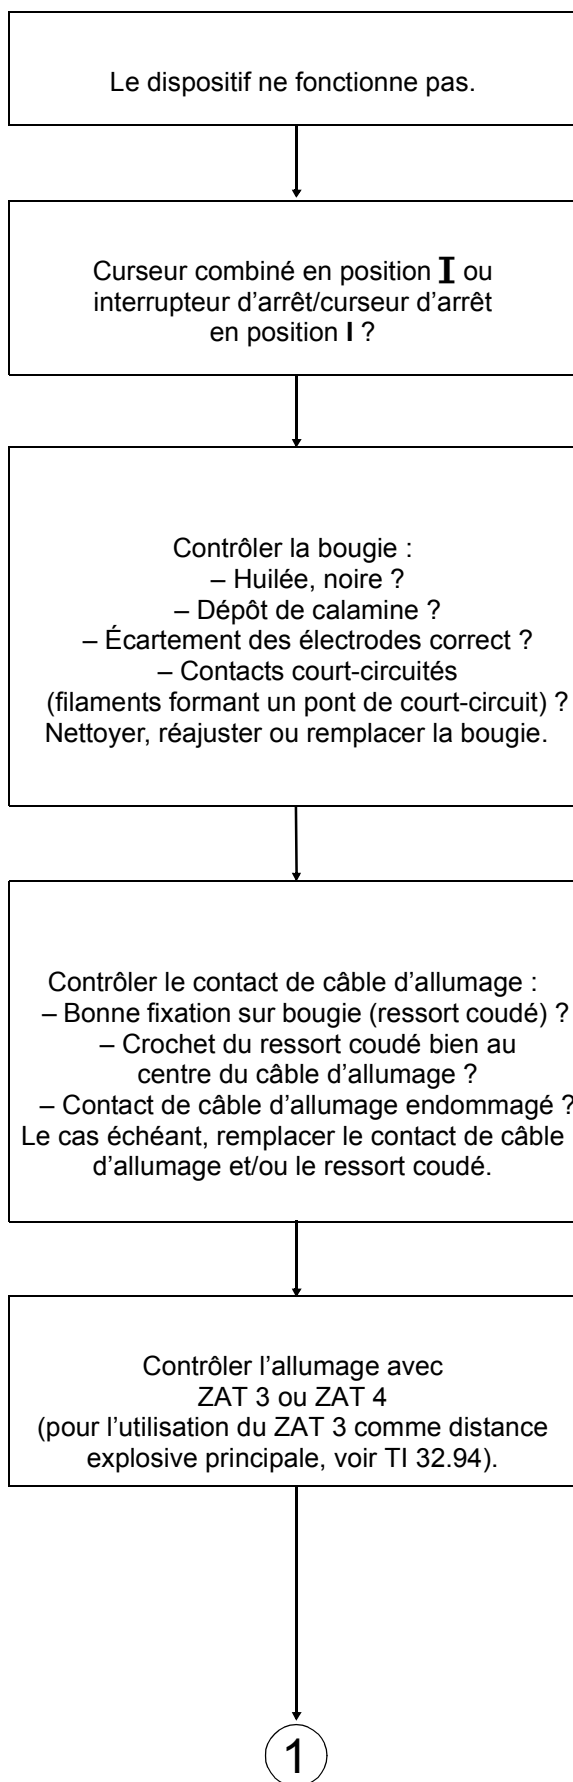 Le dispositif ne fonctionne pas.
Curseur combiné en position I ou
interrupteur d’arrêt/curseur d’arrêt
en position I ?
Contrôler la bougie :
– Huilée, noire ?
– Dépôt de calamine ?
– Écartement des électrodes correct ?
– Contacts court-circuités
(filaments formant un pont de court-circuit) ?
Nettoyer, réajuster ou remplacer la bougie.
Contrôler le contact de câble d’allumage :
– Bonne fixation sur bougie (ressort coudé) ?
– Crochet du ressort coudé bien au
centre du câble d’allumage ?
– Contact de câble d’allumage endommagé ?
Le cas échéant, remplacer le contact de câble
d’allumage et/ou le ressort coudé.
Contrôler l’allumage avec
ZAT 3 ou ZAT 4
(pour l’utilisation du ZAT 3 comme distance
explosive principale, voir TI 32.94).
1